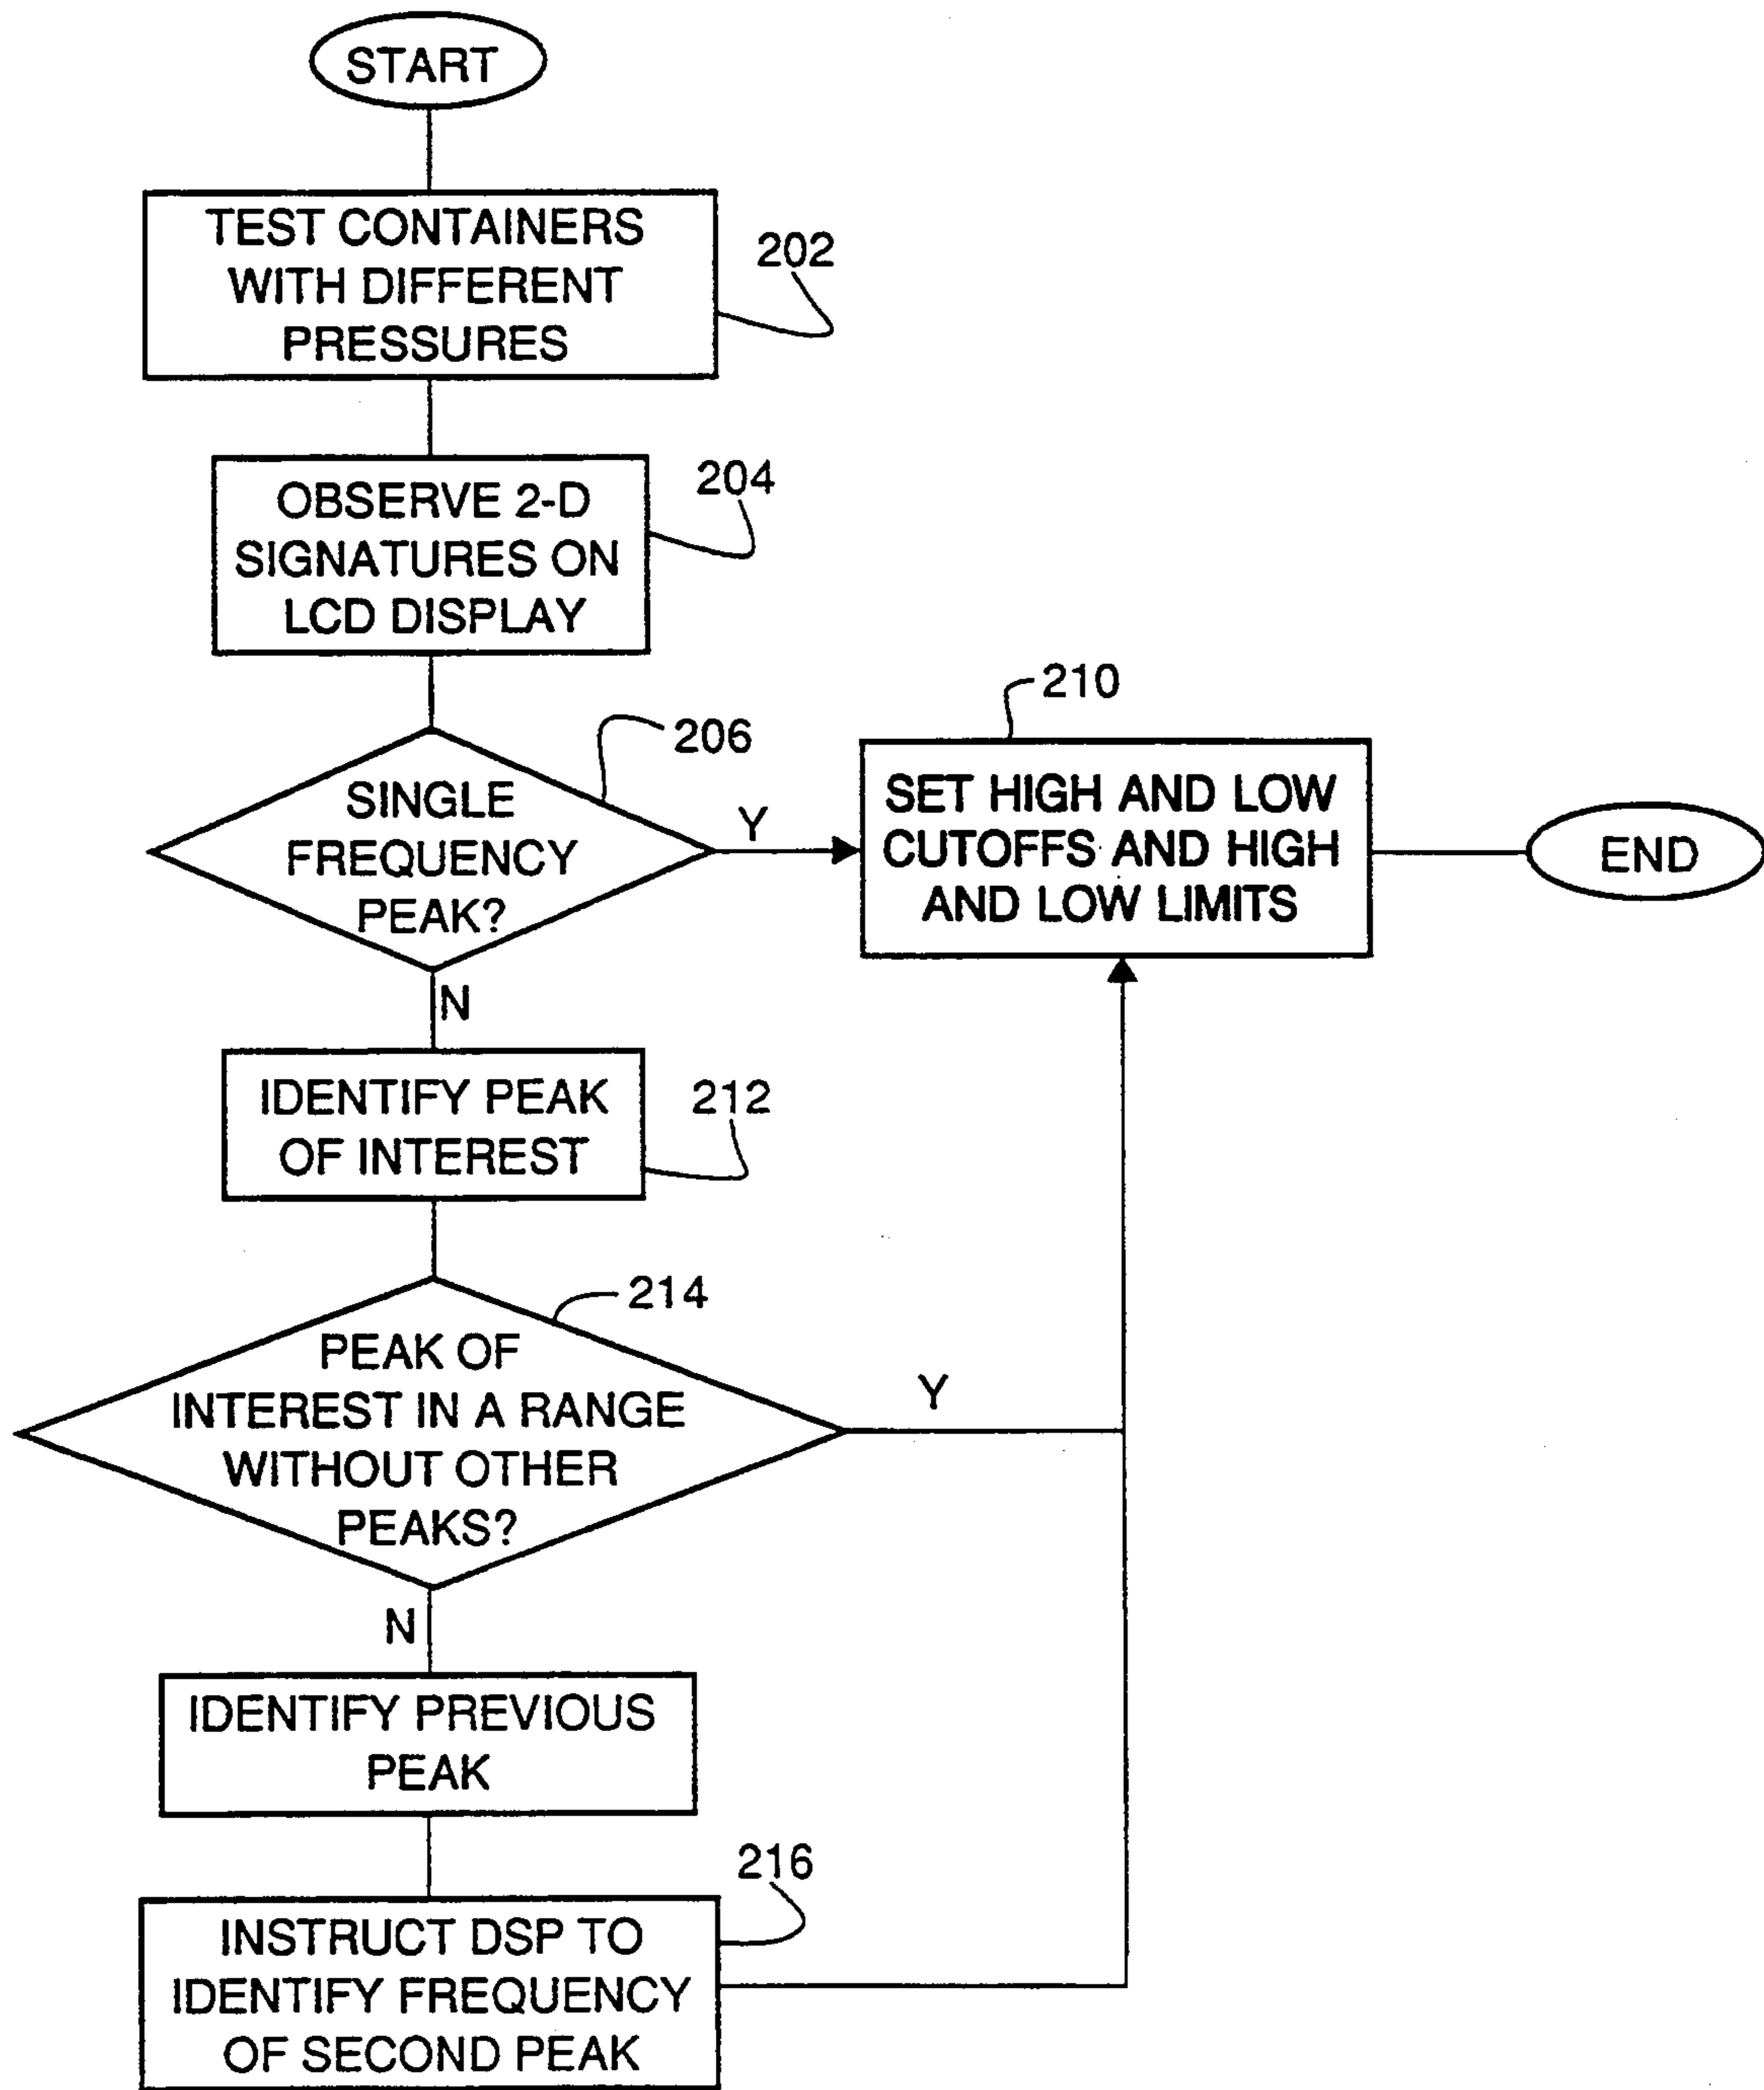 START
TEST CONTAINERS
WITH DIFFERENT
PRESSURES
202
OBSERVE 2-D
SIGNATURES ON
LCD DISPLAY
204
SINGLE
FREQUENCY
PEAK?
206
Y
N
210
SET HIGH AND LOW
CUTOFFS AND HIGH
AND LOW LIMITS
END
IDENTIFY PEAK
OF INTEREST
212
PEAK OF
INTEREST IN A RANGE
WITHOUT OTHER
PEAKS?
214
Y
N
IDENTIFY PREVIOUS
PEAK
INSTRUCT DSP TO
IDENTIFY FREQUENCY
OF SECOND PEAK
216